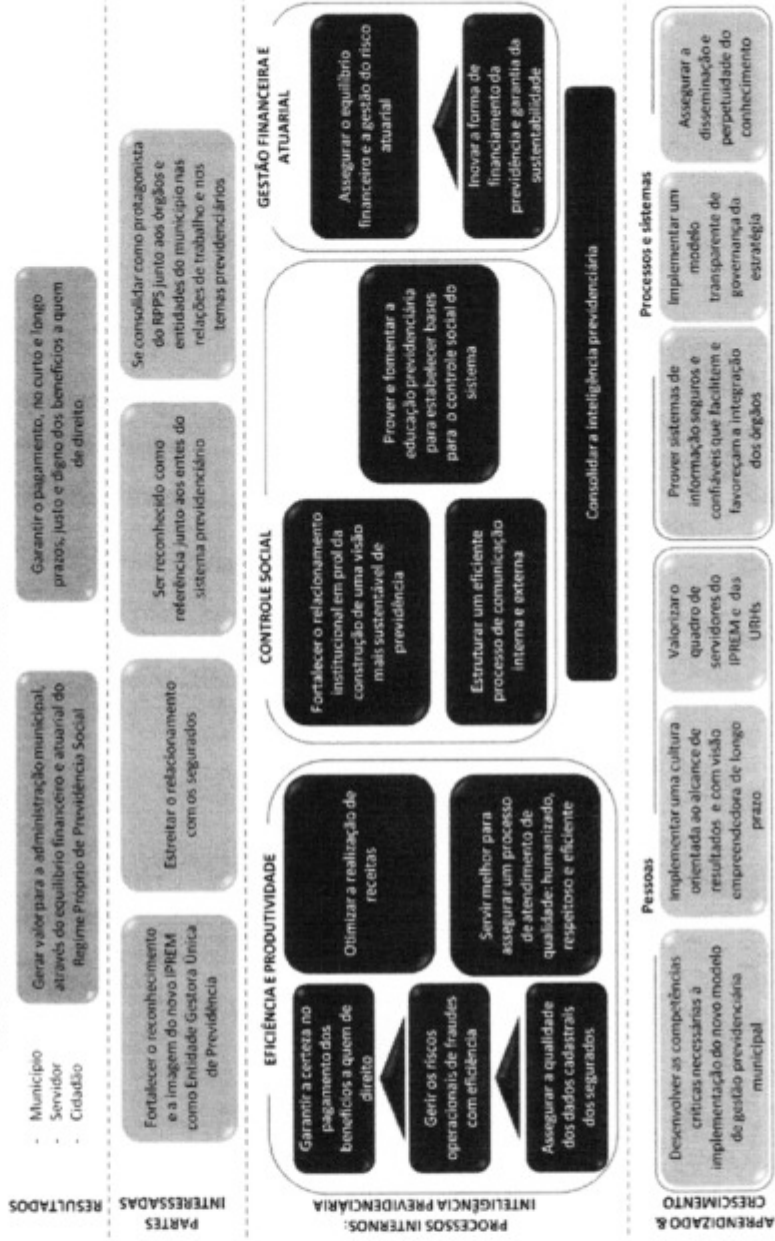 RESULTADOS
- Município
- Servidor
- Cidadão
Gerar valor para a administração municipal,
através do equilíbrio financeiro e atuarial do
Regime Próprio de Previdência Social
Garantir o pagamento, no curto e longo
prazos, justo e digno dos benefícios a quem
de direito
PARTES
INTERESSADAS
Fortalecer o reconhecimento
e a imagem do novo IPREM
como Entidade Gestora Única
de Previdência
Estreitar o relacionamento
com os segurados
Ser reconhecido como
referência junto aos entes do
sistema previdenciário
Se consolidar como protagonista
do RPPS junto aos órgãos e
entidades do município nas
relações de trabalho e nos
temas previdenciários
PROCESSOS INTERNOS:
INTELIGÊNCIA PREVIDENCIÁRIA
EFICIÊNCIA E PRODUTIVIDADE
Garantir a certeza no
pagamento dos
benefícios a quem de
direito
Gerir os riscos
operacionais de fraudes
com eficiência
Assegurar a qualidade
dos dados cadastrais
dos segurados
Otimizar a realização de
receitas
Servir melhor para
assegurar um processo
de atendimento de
qualidade: humanizado,
respeitoso e eficiente
CONTROLE SOCIAL
Fortalecer o relacionamento
institucional em prol da
construção de uma visão
mais sustentável de
previdência
Estruturar um eficiente
processo de comunicação
interna e externa
Prover e fomentar a
educação previdenciária
para estabelecer bases
para o controle social do
sistema
GESTÃO FINANCEIRA E
ATUARIAL
Assegurar o equilíbrio
financeiro e a gestão do risco
atuarial
Inovar a forma de
financiamento da
previdência e garantia da
sustentabilidade
Consolidar a inteligência previdenciária
APRENDIZADO &
CRESCIMENTO
Pessoas
Desenvolver as competências
críticas necessárias à
implementação do novo modelo
de gestão previdenciária
municipal
Implementar uma cultura
orientada ao alcance de
resultados e com visão
empreendedora de longo
prazo
Valorizar o
quadro de
servidores do
IPREM e das
URHs
Processos e sistemas
Prover sistemas de
informação seguros e
confiáveis que facilitem e
favoreçam a integração
dos órgãos
Implementar um
modelo
transparente de
governança da
estratégia
Assegurar a
disseminação e
perpetuidade do
conhecimento